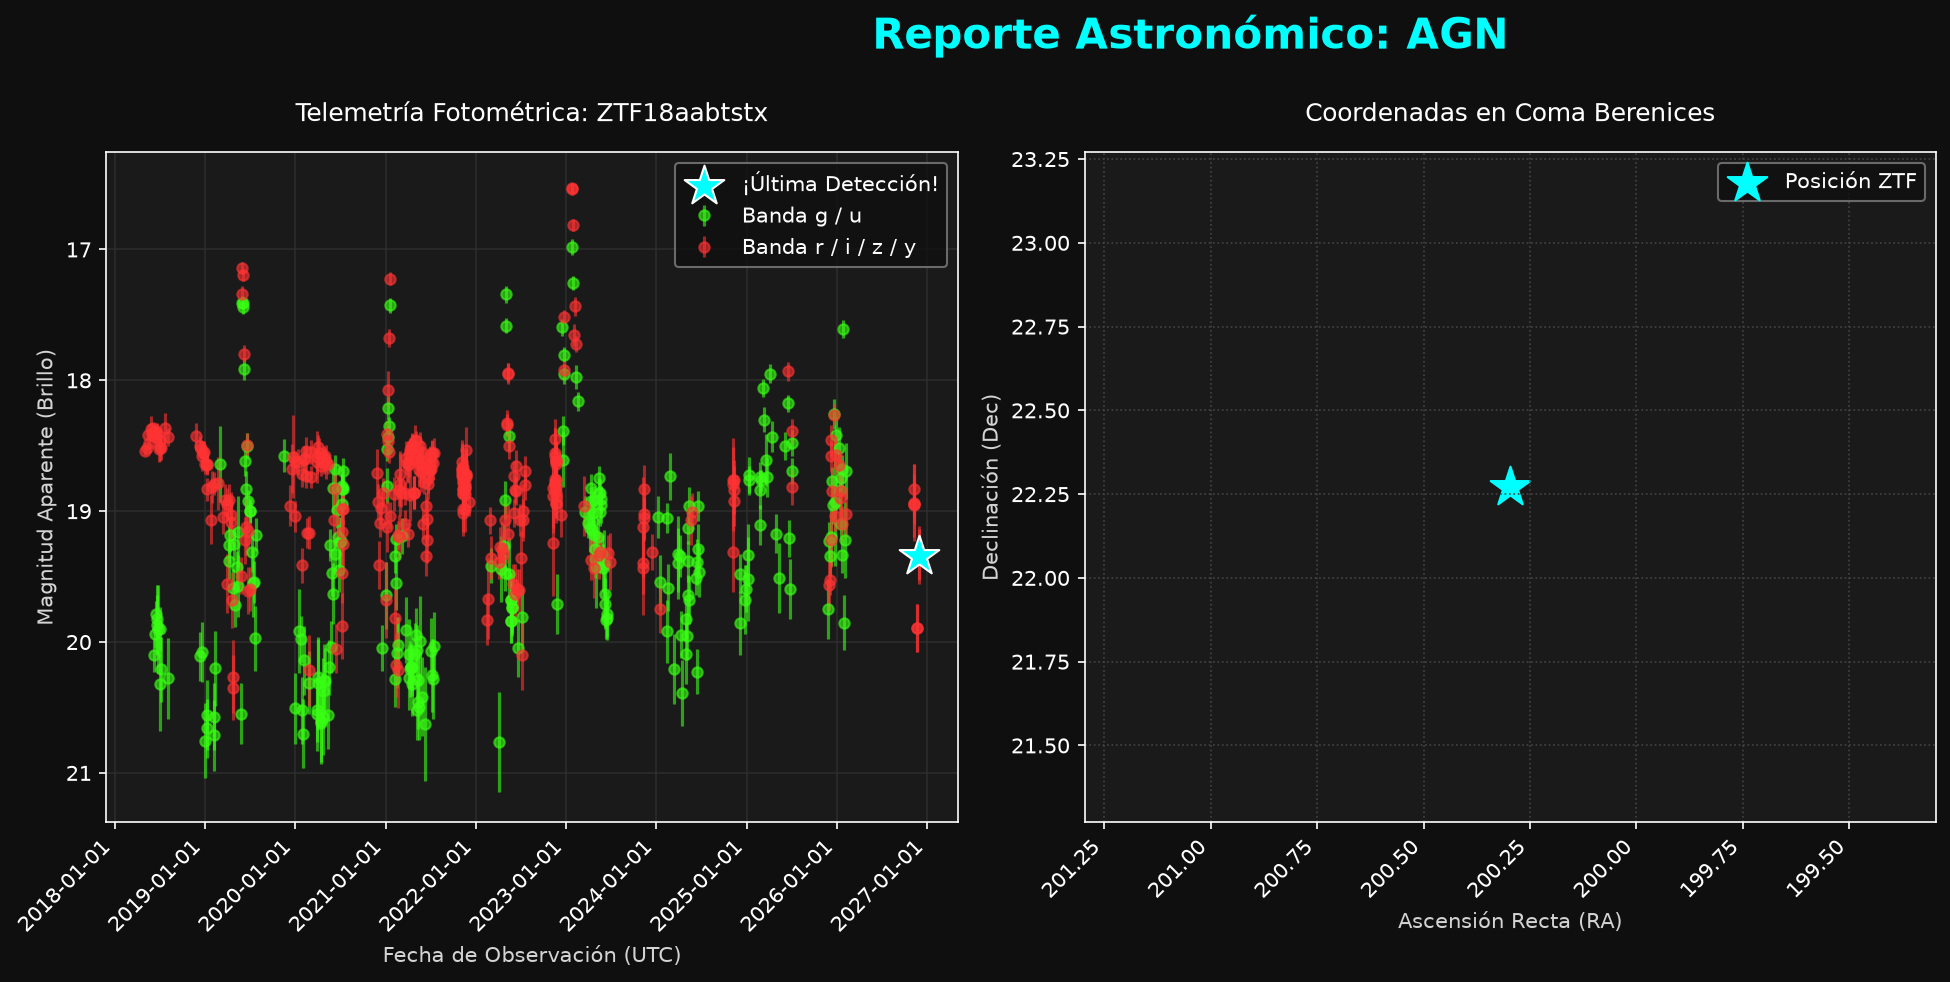 Reporte Astronómico: AGN
Telemetría Fotométrica: ZTF18aabtstx
¡Última Detección!
Banda g / u
Banda r / i / z / y
Magnitud Aparente (Brillo)
17
18
19
20
21
2018-01-01
2019-01-01
2020-01-01
2021-01-01
2022-01-01
2023-01-01
2024-01-01
2025-01-01
2026-01-01
2027-01-01
Fecha de Observación (UTC)
Coordenadas en Coma Berenices
Posición ZTF
Declinación (Dec)
23.25
23.00
22.75
22.50
22.25
22.00
21.75
21.50
201.25
201.00
200.75
200.50
200.25
200.00
199.75
199.50
Ascensión Recta (RA)